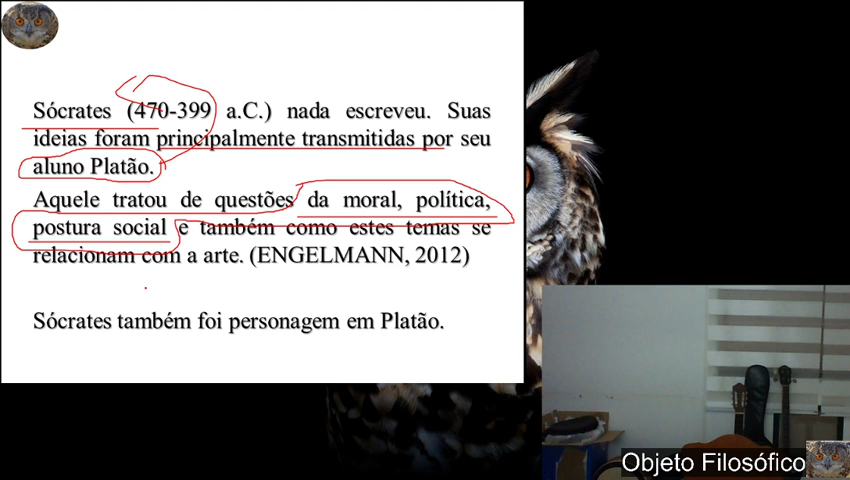 Sócrates (470-399 a.C.) nada escreveu. Suas
ideias foram principalmente transmitidas por seu
aluno Platão.
Aquele tratou de questões da moral, política,
postura social e também como estes temas se
relacionam com a arte. (ENGELMANN, 2012)
Sócrates também foi personagem em Platão.
Objeto Filosófico